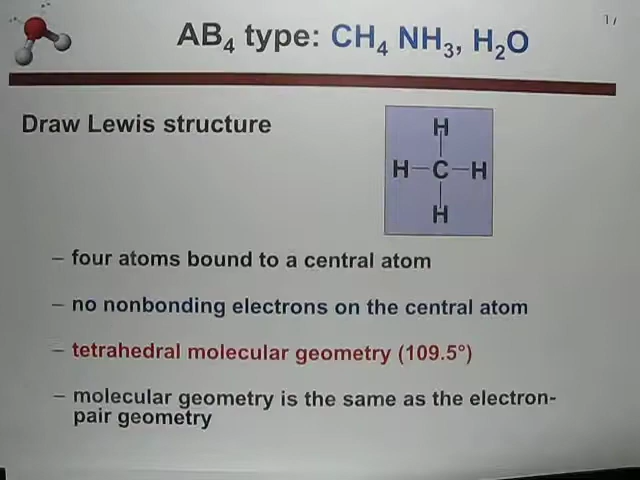 AB4 type: CH4 NH3, H2O
Draw Lewis structure
H
H–C–H
H
– four atoms bound to a central atom
– no nonbonding electrons on the central atom
– tetrahedral molecular geometry (109.5°)
– molecular geometry is the same as the electron-
pair geometry